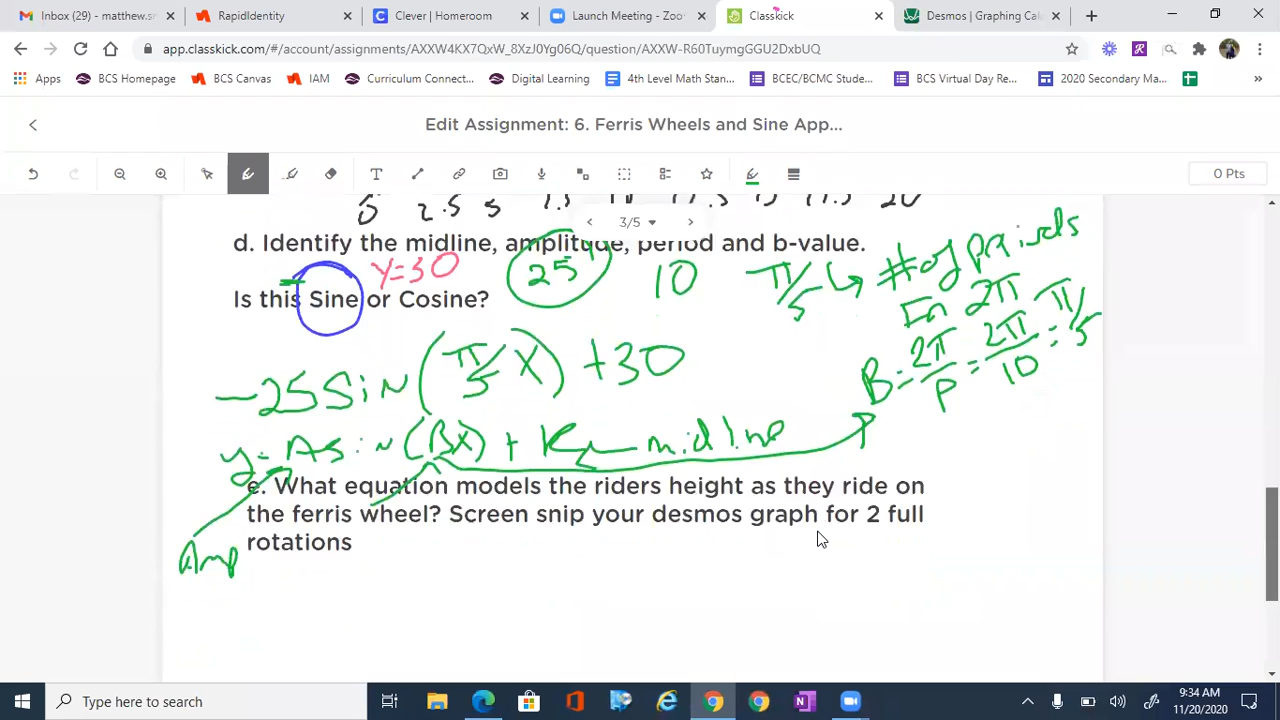 Inbox (29) - matthew.s
RapidIdentity
Clever | Homeroom
Launch Meeting - Zoo
Classkick
Desmos | Graphing Cal
app.classkick.com/#/account/assignments/AXXW4KX7QxW_8XzJ0Yg06Q/question/AXXW-R60TuymgGGU2DxbUQ
Apps
BCS Homepage
BCS Canvas
IAM
Curriculum Connect...
Digital Learning
4th Level Math Stan...
BCEC/BCMC Stude...
BCS Virtual Day Re...
2020 Secondary Ma...
Edit Assignment: 6. Ferris Wheels and Sine App...
0 Pts
0 2.5 5 20
3/5
d. Identify the midline, amplitude, period and b-value.
Y=30 25 10 π/5 # of periods
Is this Sine or Cosine?
In 2π
B = 2π/P = 2π/10 = π/5
-25 Sin (π/5 X) + 30
y = A sin (BX) + K midline
e. What equation models the riders height as they ride on
the ferris wheel? Screen snip your desmos graph for 2 full
rotations
Amp
Type here to search
9:34 AM
11/20/2020